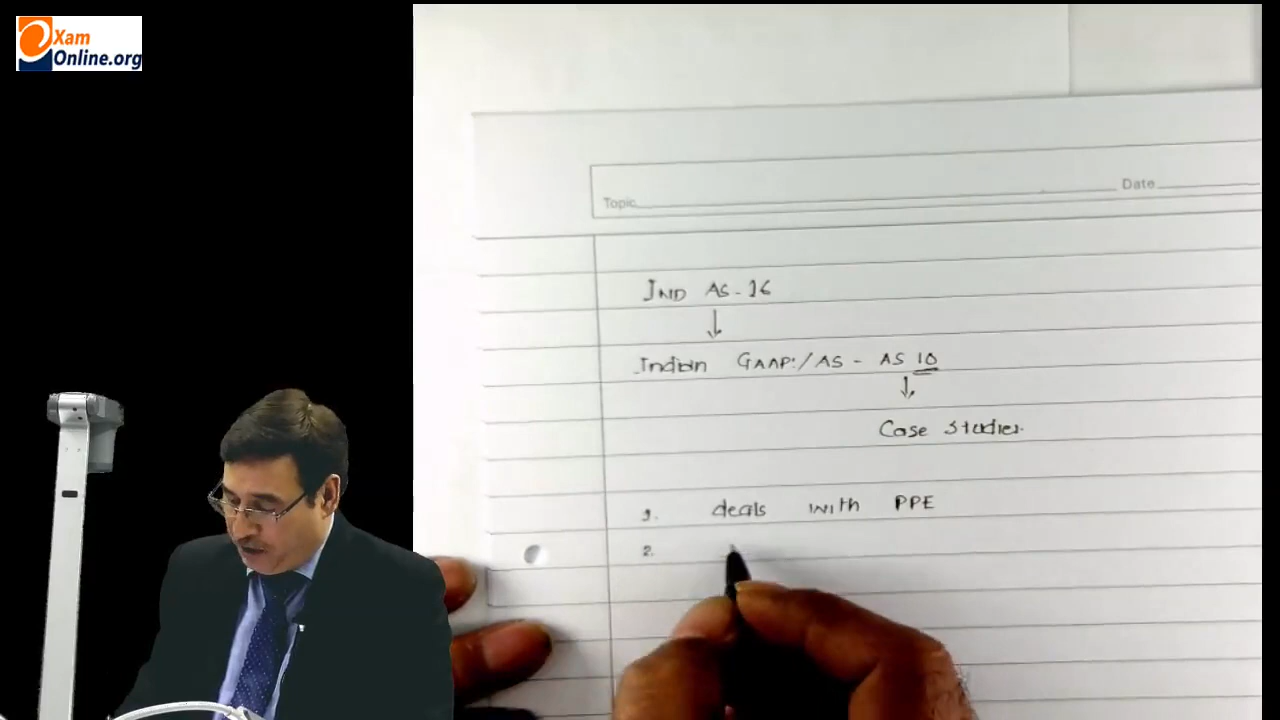 Xam
Online.org
Topic
Date
IND AS-16
Indian GAAP:/AS - AS 10
Case Studies.
1. deals with PPE
2.